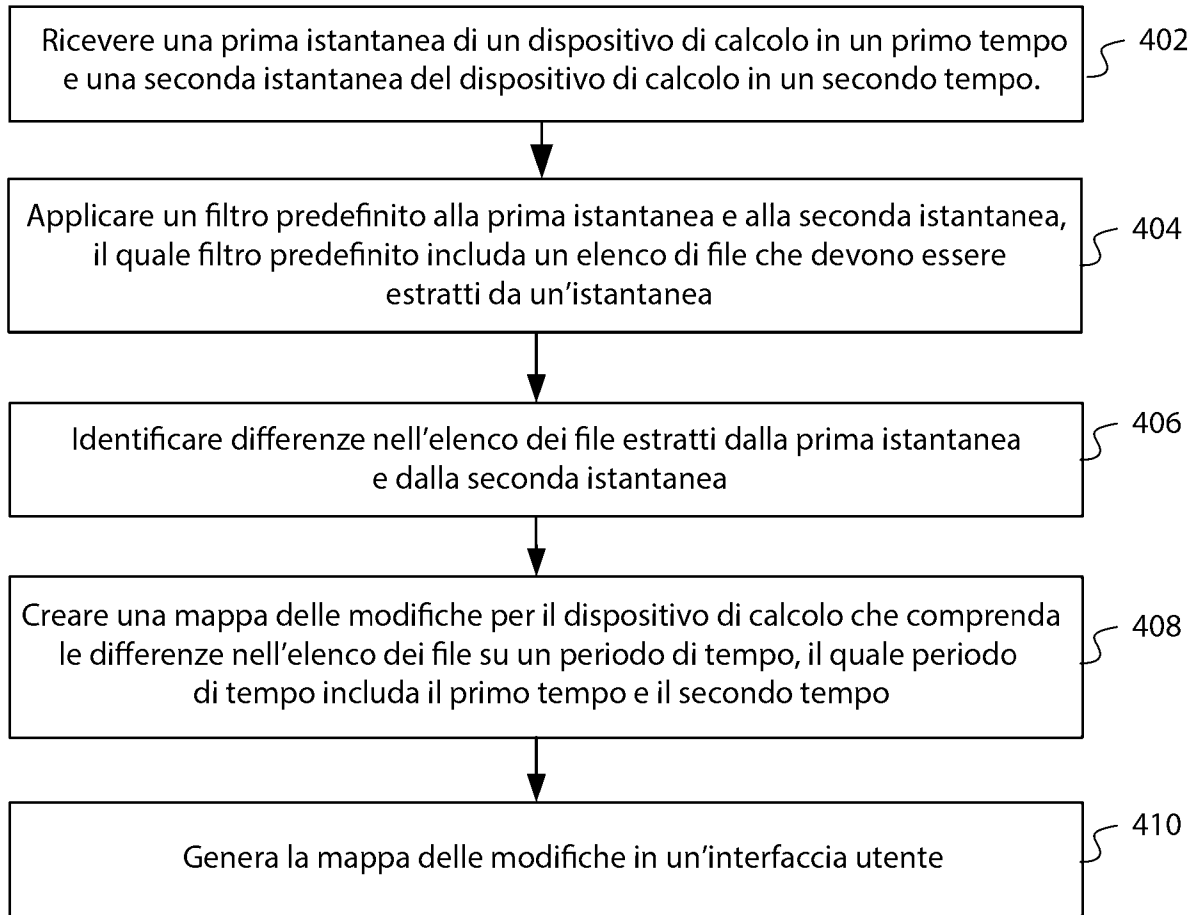 Ricevere una prima istantanea di un dispositivo di calcolo in un primo tempo
e una seconda istantanea del dispositivo di calcolo in un secondo tempo.
402
Applicare un filtro predefinito alla prima istantanea e alla seconda istantanea,
il quale filtro predefinito includa un elenco di file che devono essere
estratti da un'istantanea
404
Identificare differenze nell'elenco dei file estratti dalla prima istantanea
e dalla seconda istantanea
406
Creare una mappa delle modifiche per il dispositivo di calcolo che comprenda
le differenze nell'elenco dei file su un periodo di tempo, il quale periodo
di tempo includa il primo tempo e il secondo tempo
408
Genera la mappa delle modifiche in un'interfaccia utente
410